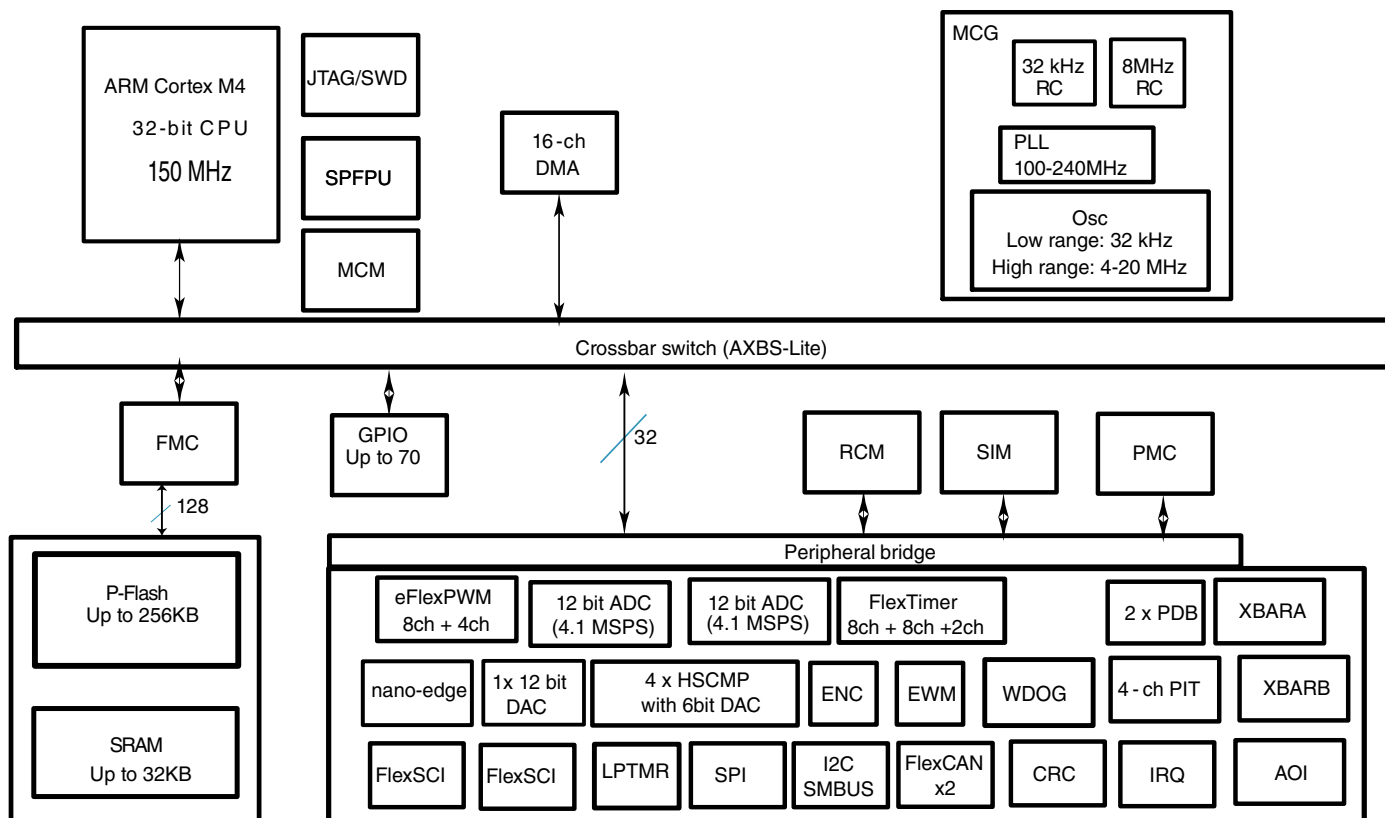 ARM Cortex M4
32-bit CPU
150 MHz
JTAG/SWD
SPFPU
MCM
16-ch
DMA
MCG
32 kHz
RC
8MHz
RC
PLL
100-240MHz
Osc
Low range: 32 kHz
High range: 4-20 MHz
Crossbar switch (AXBS-Lite)
FMC
128
GPIO
Up to 70
32
RCM
SIM
PMC
P-Flash
Up to 256KB
SRAM
Up to 32KB
Peripheral bridge
eFlexPWM
8ch + 4ch
12 bit ADC
(4.1 MSPS)
12 bit ADC
(4.1 MSPS)
FlexTimer
8ch + 8ch +2ch
2 x PDB
XBARA
nano-edge
1x 12 bit
DAC
4 x HSCMP
with 6bit DAC
ENC
EWM
WDOG
4-ch PIT
XBARB
FlexSCI
FlexSCI
LPTMR
SPI
I2C
SMBUS
FlexCAN
x2
CRC
IRQ
AOI